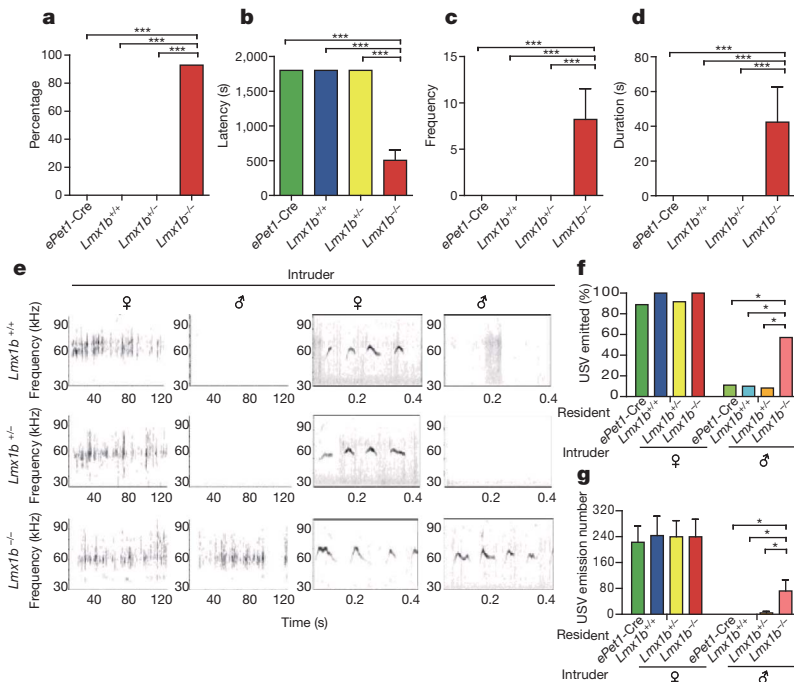 a
***
***
***
Percentage
100
80
60
40
20
0
ePet1-Cre
Lmx1b+/+
Lmx1b+/−
Lmx1b−/−
b
***
***
***
Latency (s)
2,000
1,500
1,000
500
0
ePet1-Cre
Lmx1b+/+
Lmx1b+/−
Lmx1b−/−
c
***
***
***
Frequency
15
10
5
0
ePet1-Cre
Lmx1b+/+
Lmx1b+/−
Lmx1b−/−
d
***
***
***
Duration (s)
80
60
40
20
0
ePet1-Cre
Lmx1b+/+
Lmx1b+/−
Lmx1b−/−
e
Intruder
♀ ♂ ♀ ♂
Lmx1b +/+
Frequency (kHz)
90 90 90 90
60 60 60 60
30 30 30 30
40 80 120 40 80 120 0.2 0.4 0.2 0.4
Lmx1b +/−
Frequency (kHz)
90 90 90 90
60 60 60 60
30 30 30 30
40 80 120 40 80 120 0.2 0.4 0.2 0.4
Lmx1b −/−
Frequency (kHz)
90 90 90 90
60 60 60 60
30 30 30 30
40 80 120 40 80 120 0.2 0.4 0.2 0.4
Time (s)
f
*
*
*
USV emitted (%)
100
80
60
40
20
0
Resident
ePet1-Cre
Lmx1b+/+
Lmx1b+/−
Lmx1b−/−
ePet1-Cre
Lmx1b+/+
Lmx1b+/−
Lmx1b−/−
Intruder
♀ ♂
g
*
*
*
USV emission number
240
160
80
0
Resident
ePet1-Cre
Lmx1b+/+
Lmx1b+/−
Lmx1b−/−
ePet1-Cre
Lmx1b+/+
Lmx1b+/−
Lmx1b−/−
Intruder
♀ ♂